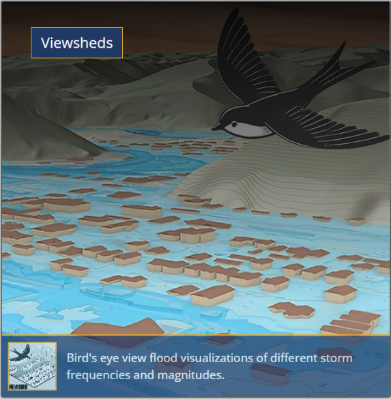 Viewsheds
Bird's eye view flood visualizations of different storm
frequencies and magnitudes.